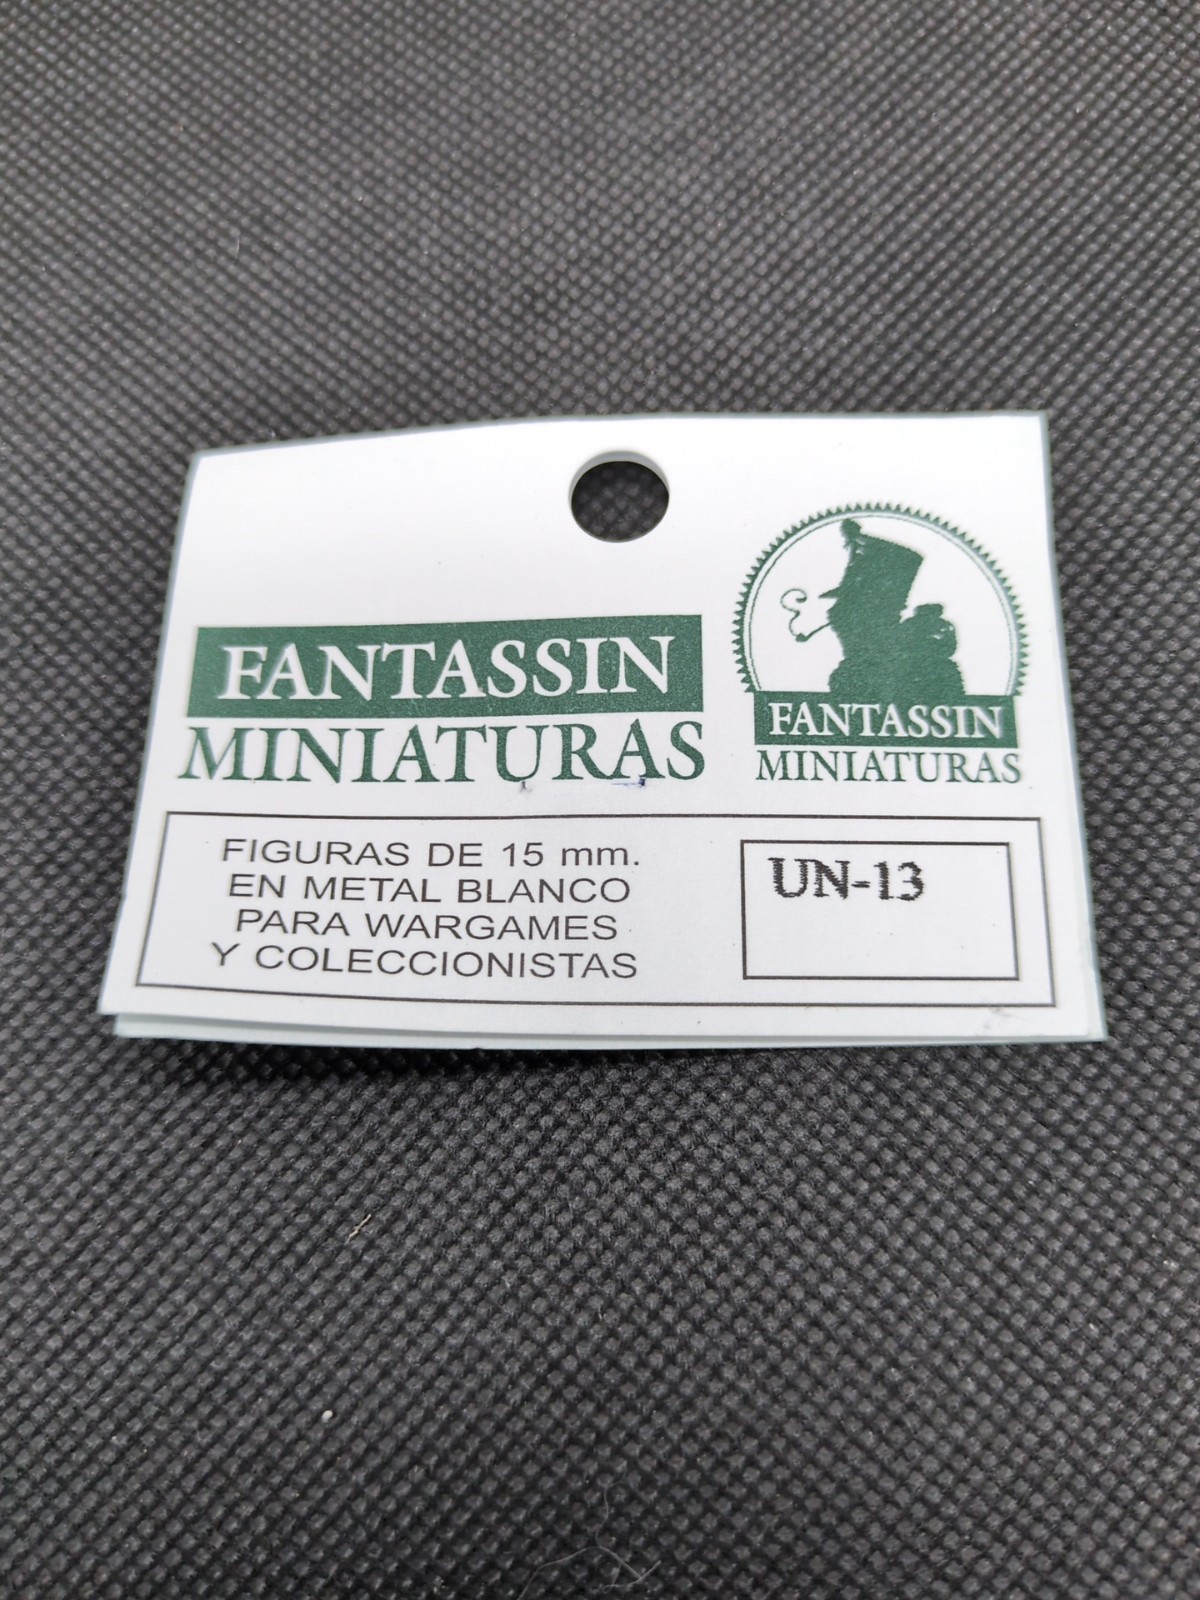 FANTASSIN
MINIATURAS
FANTASSIN
MINIATURAS
FIGURAS DE 15 mm.
EN METAL BLANCO
PARA WARGAMES
Y COLECCIONISTAS
UN-13